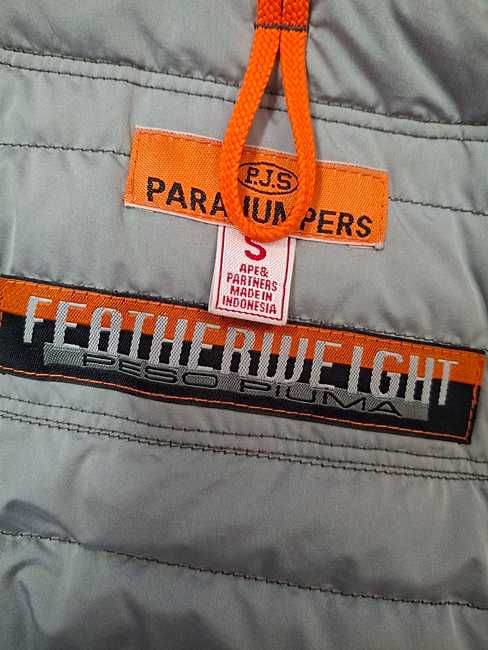 P.J.S
PARAJUMPERS
S
APE&
PARTNERS
MADE IN
INDONESIA
FEATHERWEIGHT
PESO PIUMA